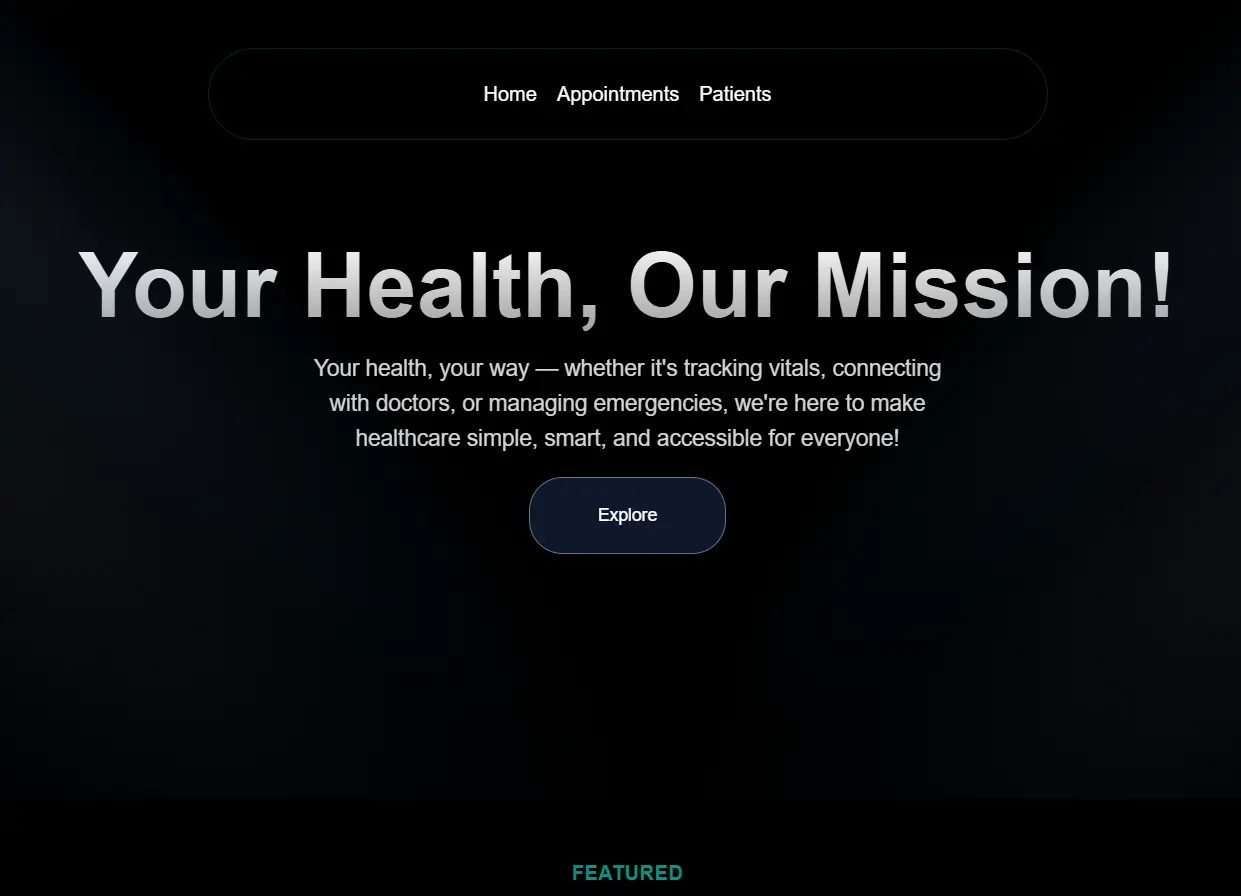 Home Appointments Patients
Your Health, Our Mission!
Your health, your way — whether it's tracking vitals, connecting
with doctors, or managing emergencies, we're here to make
healthcare simple, smart, and accessible for everyone!
Explore
FEATURED